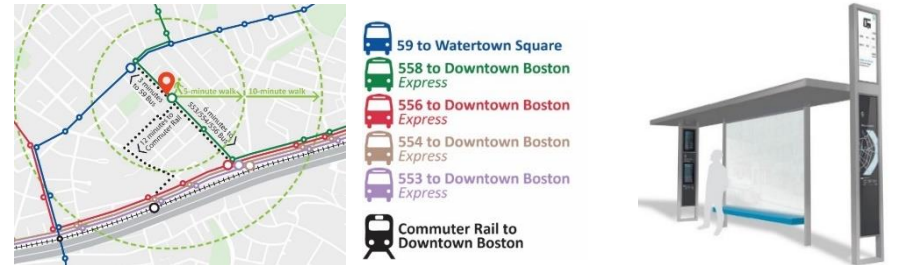 5-minute walk
10-minute walk
minutes
to 59 Bus
6 minutes to
553/554/556 Bus
12 minutes to
Commuter Rail
59 to Watertown Square
558 to Downtown Boston
Express
556 to Downtown Boston
Express
554 to Downtown Boston
Express
553 to Downtown Boston
Express
Commuter Rail to
Downtown Boston